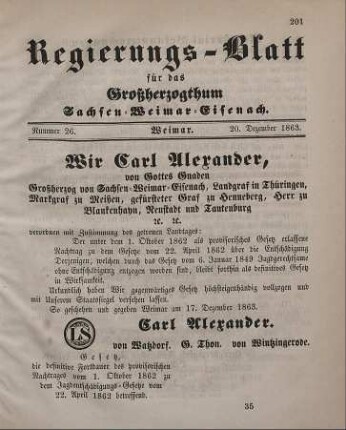 201
Regierungs-Blatt
für das
Großherzogthum
Sachsen-Weimar-Eisenach.
Nummer 26. Weimar. 20. Dezember 1863.
Wir Carl Alexander,
von Gottes Gnaden
Großherzog von Sachsen-Weimar-Eisenach, Landgraf in Thüringen,
Markgraf zu Meißen, gefürsteter Graf zu Henneberg, Herr zu
Blankenhayn, Neustadt und Tautenburg
ꝛc. ꝛc.
verordnen mit Zustimmung des getreuen Landtages:
Der unter dem 1. Oktober 1862 als provisorisches Gesetz erlassene
Nachtrag zu dem Gesetze vom 22. April 1862 über die Entschädigung
Derjenigen, welchen durch das Gesetz vom 6. Januar 1849 Jagdgerechtsame
ohne Entschädigung entzogen worden sind, bleibt forthin als definitives Gesetz
in Wirksamkeit.
Urkundlich haben Wir gegenwärtiges Gesetz höchsteigenhändig vollzogen und
mit Unserem Staatssiegel versehen lassen.
So geschehen und gegeben Weimar am 17. Dezember 1863.
LS
Carl Alexander.
von Watzdorf. G. Thon. von Wintzingerode.
Gesetz,
die definitive Fortdauer des provisorischen
Nachtrages vom 1. Oktober 1862 zu
dem Jagdentschädigungs-Gesetze vom
22. April 1862 betreffend.
35